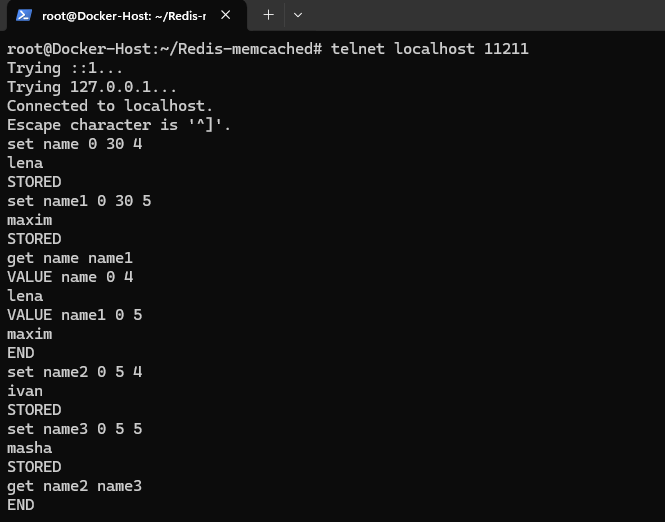 root@Docker-Host: ~/Redis-r
root@Docker-Host:~/Redis-memcached# telnet localhost 11211
Trying ::1...
Trying 127.0.0.1...
Connected to localhost.
Escape character is '^]'.
set name 0 30 4
lena
STORED
set name1 0 30 5
maxim
STORED
get name name1
VALUE name 0 4
lena
VALUE name1 0 5
maxim
END
set name2 0 5 4
ivan
STORED
set name3 0 5 5
masha
STORED
get name2 name3
END